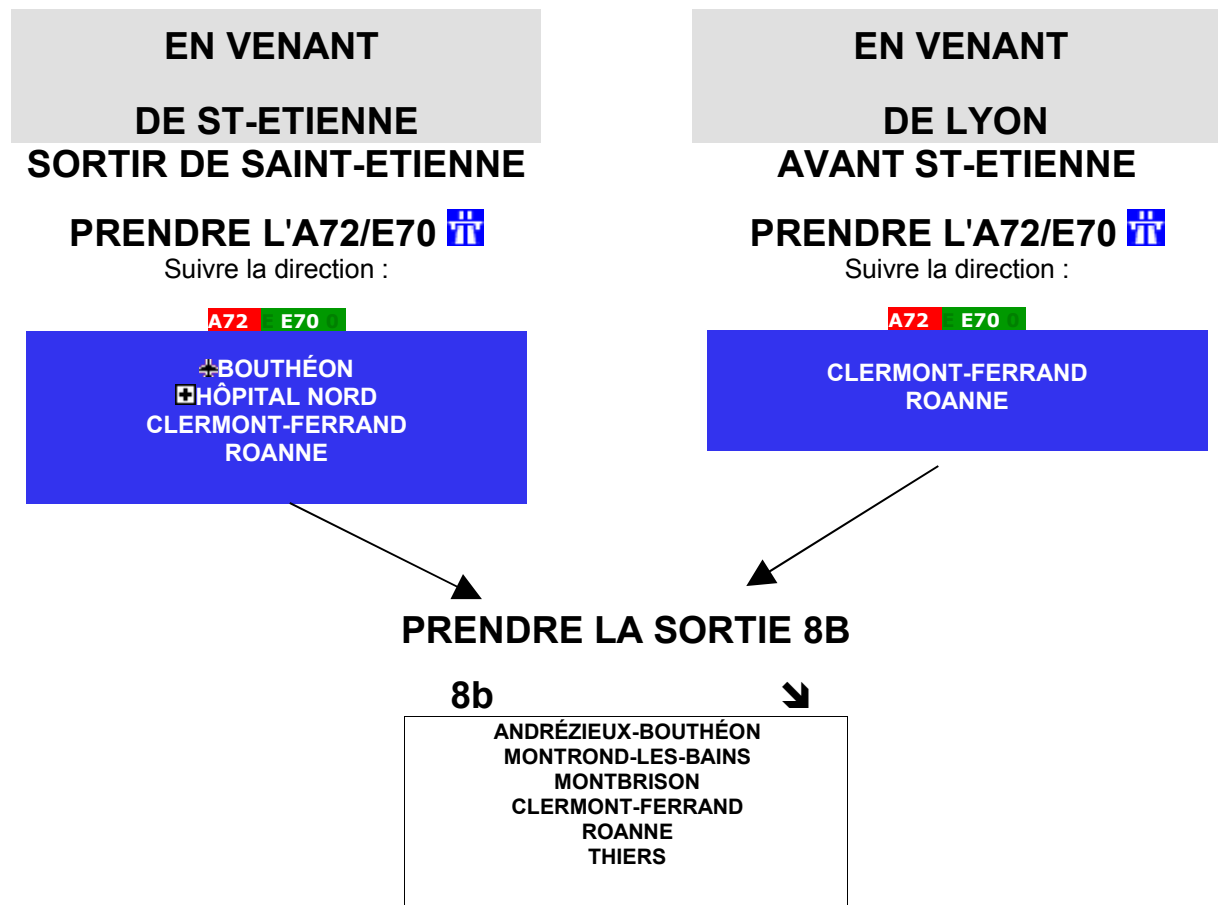 EN VENANT
DE ST-ETIENNE
SORTIR DE SAINT-ETIENNE
PRENDRE L'A72/E70
Suivre la direction :
A72 E E70 0
BOUTHÉON
HÔPITAL NORD
CLERMONT-FERRAND
ROANNE
EN VENANT
DE LYON
AVANT ST-ETIENNE
PRENDRE L'A72/E70
Suivre la direction :
A72 E E70 0
CLERMONT-FERRAND
ROANNE
PRENDRE LA SORTIE 8B
8b
ANDRÉZIEUX-BOUTHÉON
MONTROND-LES-BAINS
MONTBRISON
CLERMONT-FERRAND
ROANNE
THIERS